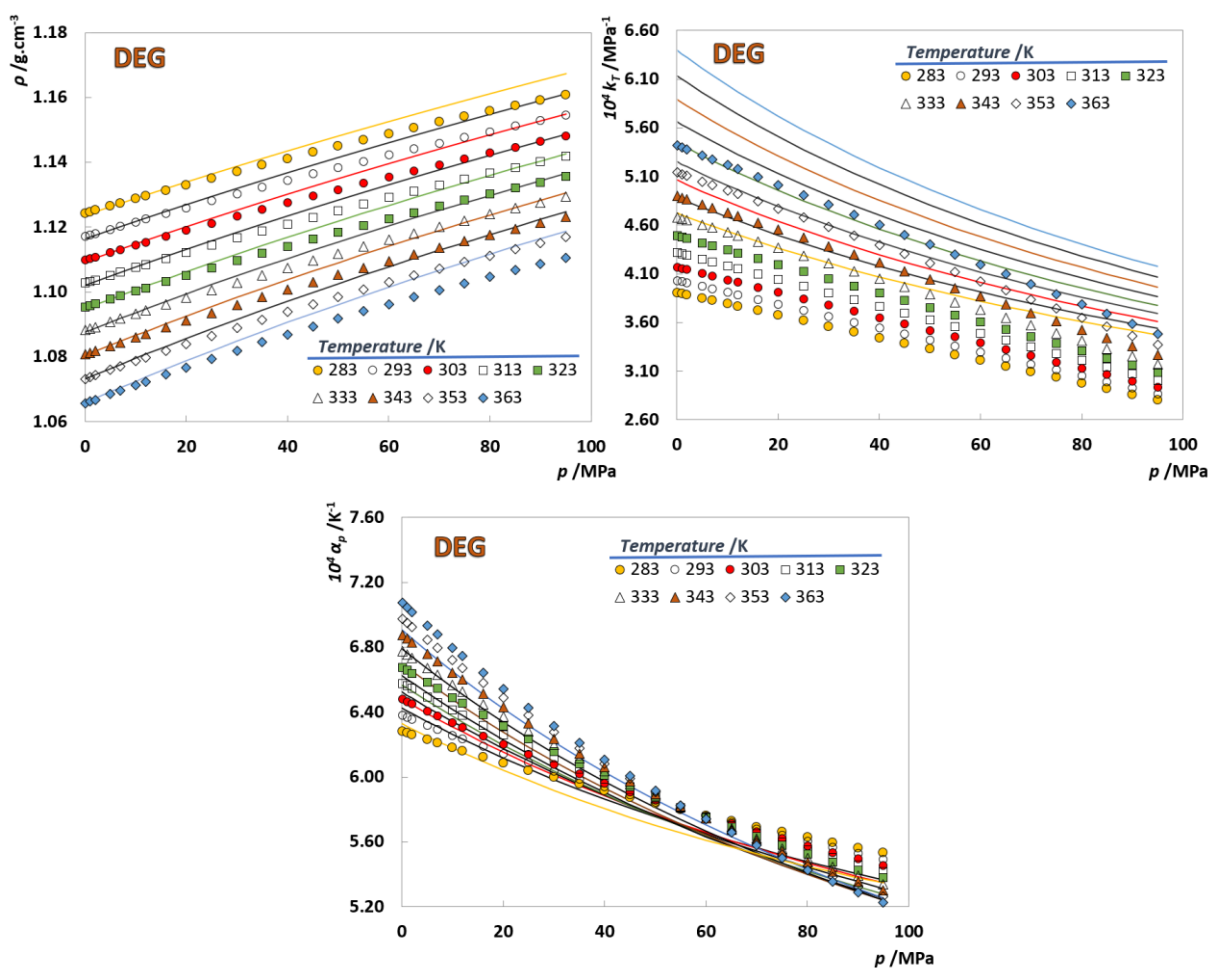 1.18
1.16
1.14
1.12
1.10
1.08
1.06
ρ /g.cm⁻³
DEG
Temperature /K
283 293 303 313 323
333 343 353 363
0 20 40 60 80 100
p /MPa
6.60
6.10
5.60
5.10
4.60
4.10
3.60
3.10
2.60
10⁴ k_T /MPa⁻¹
DEG
Temperature /K
283 293 303 313 323
333 343 353 363
0 20 40 60 80 100
p /MPa
7.60
7.20
6.80
6.40
6.00
5.60
5.20
10⁴ α_p /K⁻¹
DEG
Temperature /K
283 293 303 313 323
333 343 353 363
0 20 40 60 80 100
p /MPa